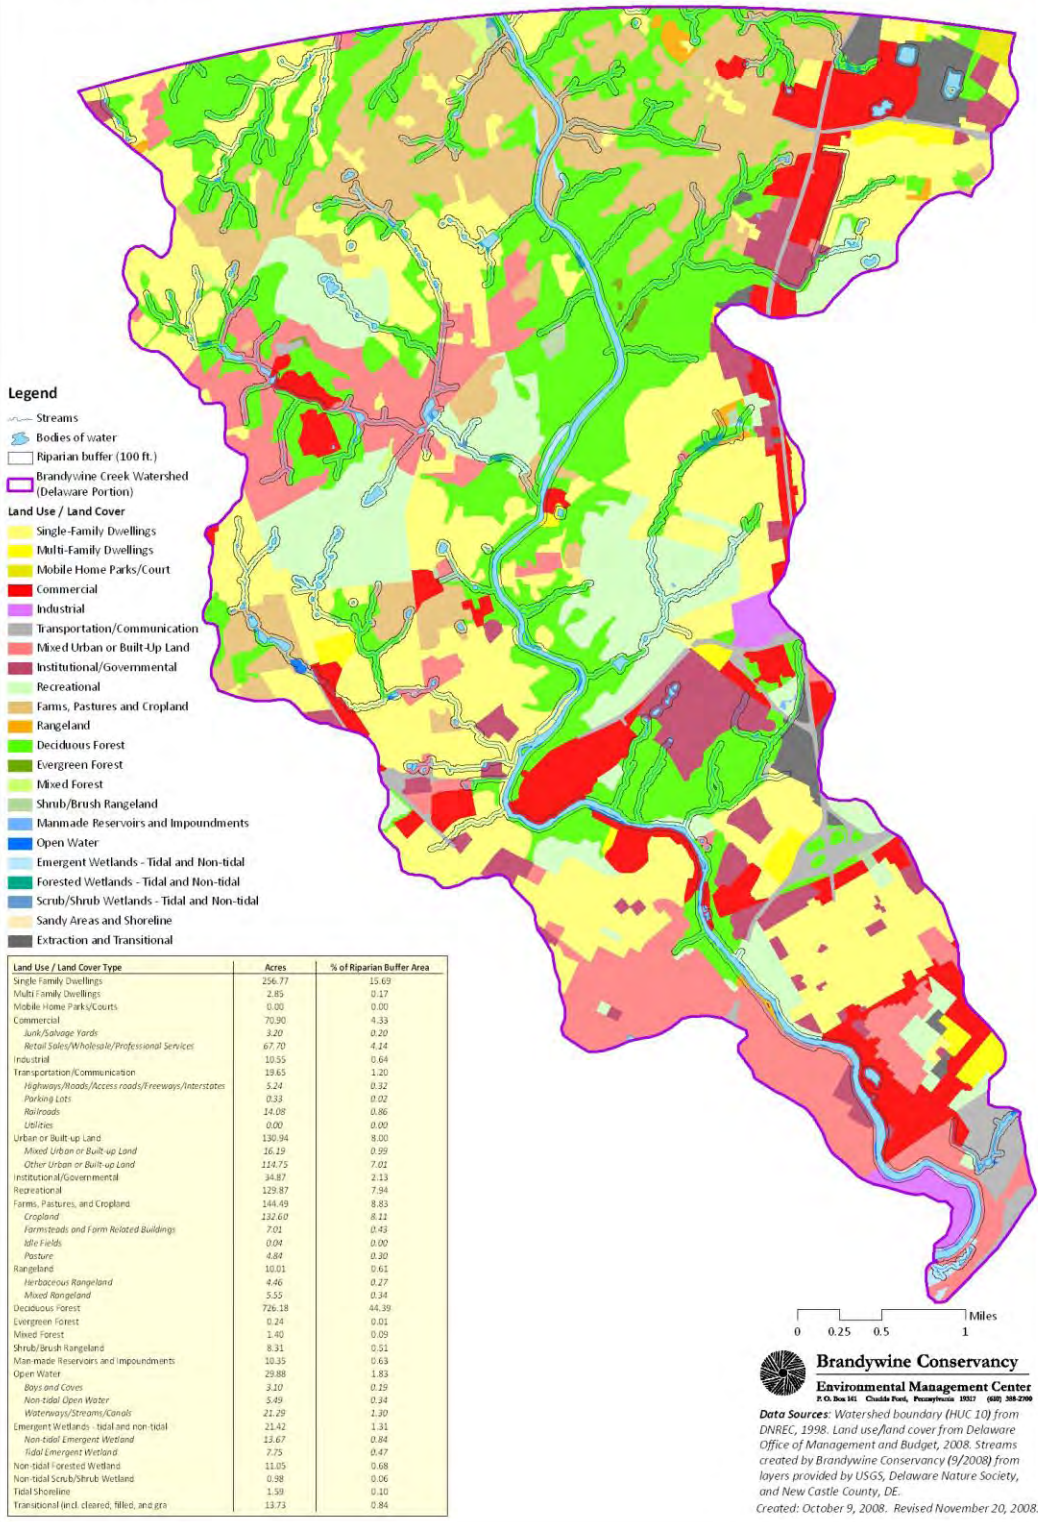 Legend
Streams
Bodies of water
Riparian buffer (100 ft.)
Brandywine Creek Watershed
(Delaware Portion)
Land Use / Land Cover
Single-Family Dwellings
Multi-Family Dwellings
Mobile Home Parks/Court
Commercial
Industrial
Transportation/Communication
Mixed Urban or Built-Up Land
Institutional/Governmental
Recreational
Farms, Pastures and Cropland
Rangeland
Deciduous Forest
Evergreen Forest
Mixed Forest
Shrub/Brush Rangeland
Manmade Reservoirs and Impoundments
Open Water
Emergent Wetlands - Tidal and Non-tidal
Forested Wetlands - Tidal and Non-tidal
Scrub/Shrub Wetlands - Tidal and Non-tidal
Sandy Areas and Shoreline
Extraction and Transitional
Land Use / Land Cover Type Acres % of Riparian Buffer Area
Single Family Dwellings 256.77 15.69
Multi Family Dwellings 2.85 0.17
Mobile Home Parks/Courts 0.00 0.00
Commercial 70.90 4.33
Junk/Salvage Yards 3.20 0.20
Retail Sales/Wholesale/Professional Services 67.70 4.14
Industrial 10.55 0.64
Transportation/Communication 19.65 1.20
Highways/Roads/Access roads/Freeways/Interstates 5.24 0.32
Parking Lots 0.33 0.02
Railroads 14.08 0.86
Utilities 0.00 0.00
Urban or Built-up Land 130.94 8.00
Mixed Urban or Built-up Land 16.19 0.99
Other Urban or Built-up Land 114.75 7.01
Institutional/Governmental 34.87 2.13
Recreational 129.87 7.94
Farms, Pastures, and Cropland 144.49 8.83
Cropland 132.60 8.11
Farmsteads and Farm Related Buildings 7.01 0.43
Idle Fields 0.04 0.00
Pasture 4.84 0.30
Rangeland 10.01 0.61
Herbaceous Rangeland 4.46 0.27
Mixed Rangeland 5.55 0.34
Deciduous Forest 726.18 44.39
Evergreen Forest 0.24 0.01
Mixed Forest 1.40 0.09
Shrub/Brush Rangeland 8.31 0.51
Man-made Reservoirs and Impoundments 10.35 0.63
Open Water 29.88 1.83
Bays and Coves 3.10 0.19
Non-tidal Open Water 5.49 0.34
Waterways/Streams/Canals 21.29 1.30
Emergent Wetlands - tidal and non-tidal 21.42 1.31
Non-tidal Emergent Wetland 13.67 0.84
Tidal Emergent Wetland 7.75 0.47
Non-tidal Forested Wetland 11.05 0.68
Non-tidal Scrub/Shrub Wetland 0.98 0.06
Tidal Shoreline 1.59 0.10
Transitional (incl. cleared, filled, and gra 13.73 0.84
Miles
0 0.25 0.5 1
Brandywine Conservancy
Environmental Management Center
P. O. Box 141 Chadds Ford, Pennsylvania 19317 (610) 388-2700
Data Sources: Watershed boundary (HUC 10) from
DNREC, 1998. Land use/land cover from Delaware
Office of Management and Budget, 2008. Streams
created by Brandywine Conservancy (9/2008) from
layers provided by USGS, Delaware Nature Society,
and New Castle County, DE.
Created: October 9, 2008. Revised November 20, 2008.